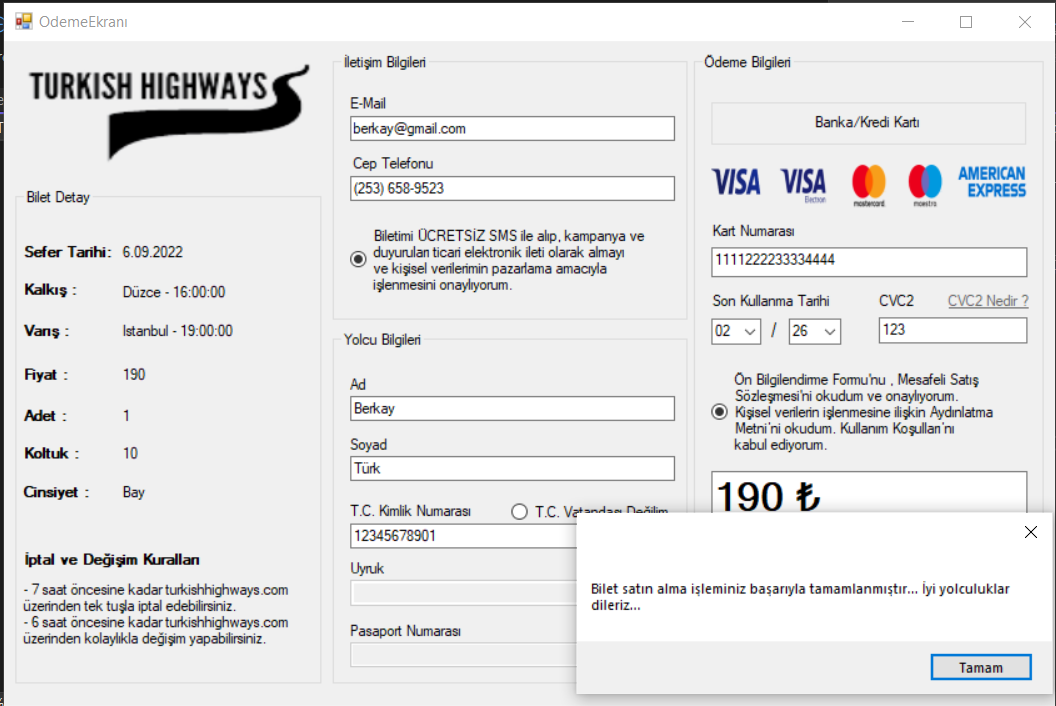 OdemeEkranı
TURKISH HIGHWAYS
Bilet Detay
Sefer Tarihi: 6.09.2022
Kalkış : Düzce - 16:00:00
Varış : Istanbul - 19:00:00
Fiyat : 190
Adet : 1
Koltuk : 10
Cinsiyet : Bay
İptal ve Değişim Kuralları
- 7 saat öncesine kadar turkishhighways.com
üzerinden tek tuşla iptal edebilirsiniz.
- 6 saat öncesine kadar turkishhighways.com
üzerinden kolaylıkla değişim yapabilirsiniz.
İletişim Bilgileri
E-Mail
berkay@gmail.com
Cep Telefonu
(253) 658-9523
Biletimi ÜCRETSİZ SMS ile alıp, kampanya ve
duyuruları ticari elektronik ileti olarak almayı
ve kişisel verilerimin pazarlama amacıyla
işlenmesini onaylıyorum.
Yolcu Bilgileri
Ad
Berkay
Soyad
Türk
T.C. Kimlik Numarası T.C. Vatandaşı Değilim
12345678901
Uyruk
Pasaport Numarası
Ödeme Bilgileri
Banka/Kredi Kartı
VISA VISA Electron mastercard maestro AMERICAN EXPRESS
Kart Numarası
1111222233334444
Son Kullanma Tarihi CVC2 CVC2 Nedir ?
02 / 26 123
Ön Bilgilendirme Formu'nu , Mesafeli Satış
Sözleşmesi'ni okudum ve onaylıyorum.
Kişisel verilerin işlenmesine ilişkin Aydınlatma
Metni'ni okudum. Kullanım Koşulları'nı
kabul ediyorum.
190 ₺
Bilet satın alma işleminiz başarıyla tamamlanmıştır... İyi yolculuklar
dileriz...
Tamam